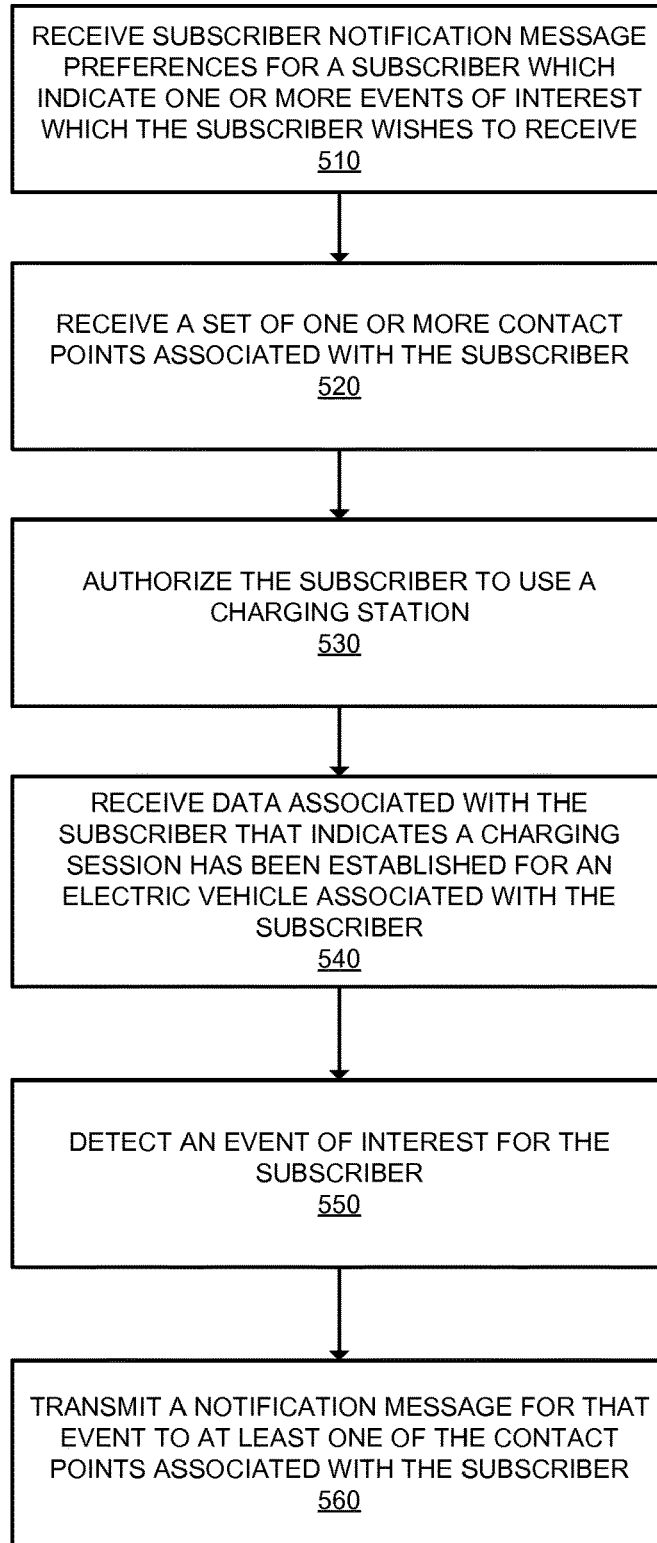 RECEIVE SUBSCRIBER NOTIFICATION MESSAGE
PREFERENCES FOR A SUBSCRIBER WHICH
INDICATE ONE OR MORE EVENTS OF INTEREST
WHICH THE SUBSCRIBER WISHES TO RECEIVE
510
RECEIVE A SET OF ONE OR MORE CONTACT
POINTS ASSOCIATED WITH THE SUBSCRIBER
520
AUTHORIZE THE SUBSCRIBER TO USE A
CHARGING STATION
530
RECEIVE DATA ASSOCIATED WITH THE
SUBSCRIBER THAT INDICATES A CHARGING
SESSION HAS BEEN ESTABLISHED FOR AN
ELECTRIC VEHICLE ASSOCIATED WITH THE
SUBSCRIBER
540
DETECT AN EVENT OF INTEREST FOR THE
SUBSCRIBER
550
TRANSMIT A NOTIFICATION MESSAGE FOR THAT
EVENT TO AT LEAST ONE OF THE CONTACT
POINTS ASSOCIATED WITH THE SUBSCRIBER
560